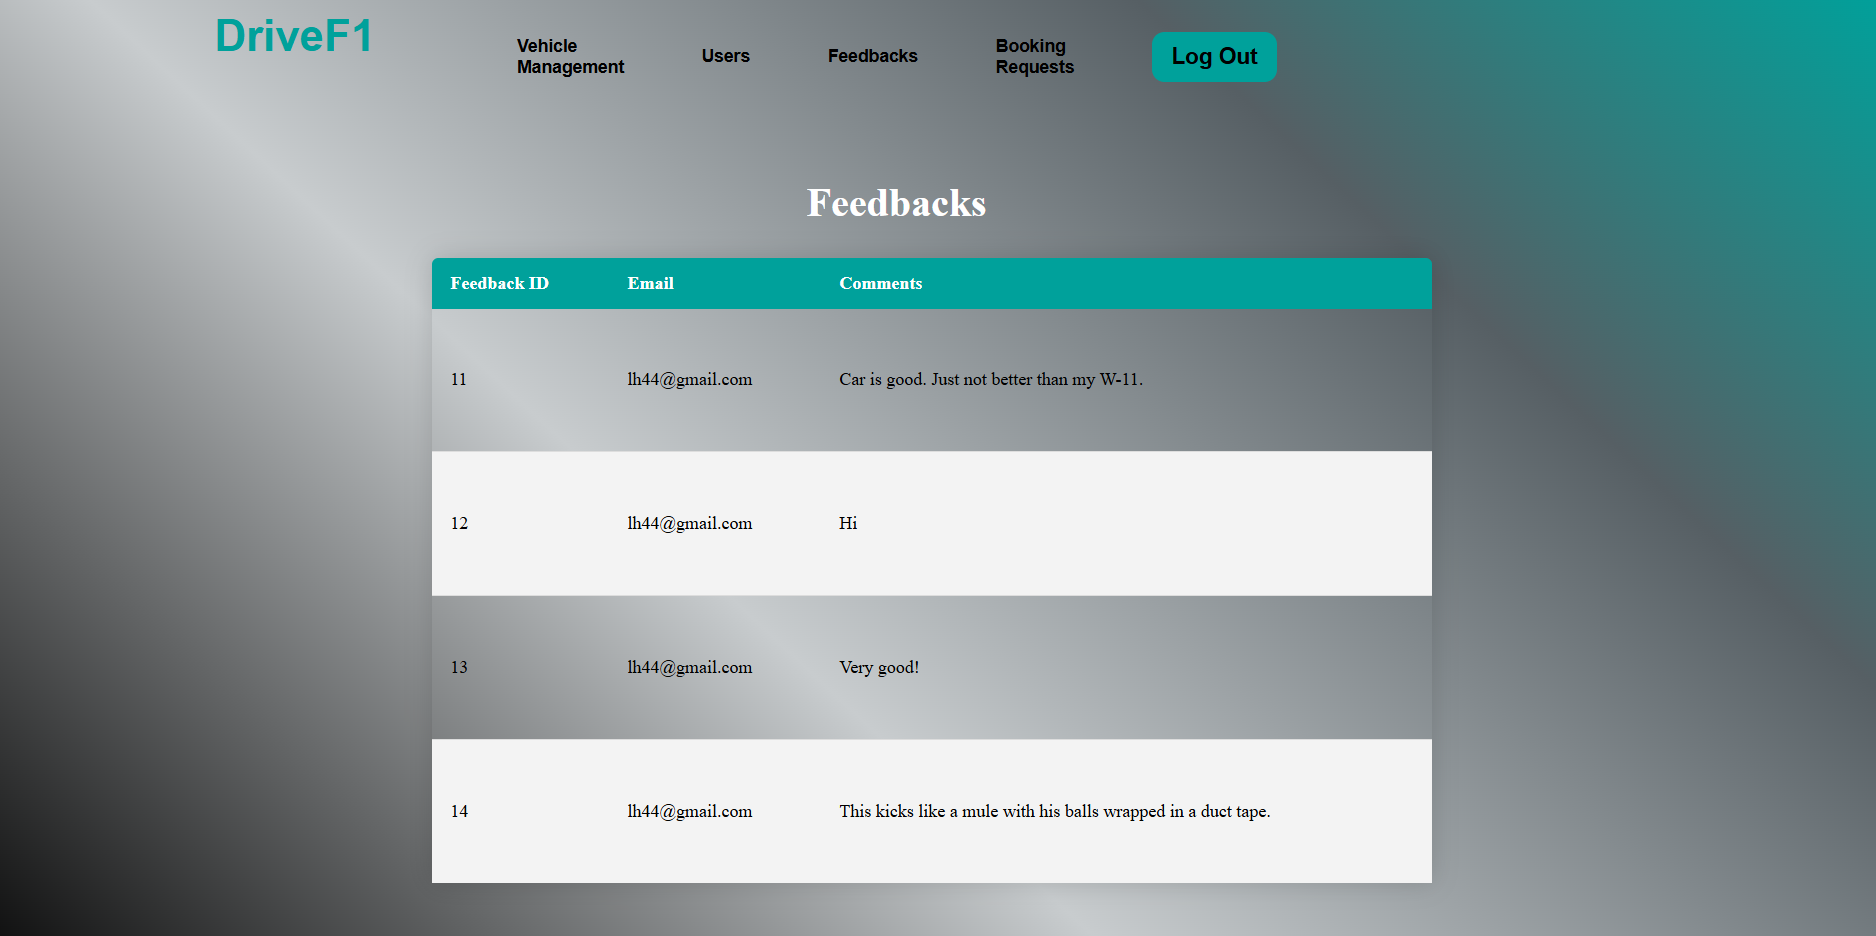 DriveF1
Vehicle
Management
Users
Feedbacks
Booking
Requests
Log Out
Feedbacks
Feedback ID Email Comments
11 lh44@gmail.com Car is good. Just not better than my W-11.
12 lh44@gmail.com Hi
13 lh44@gmail.com Very good!
14 lh44@gmail.com This kicks like a mule with his balls wrapped in a duct tape.